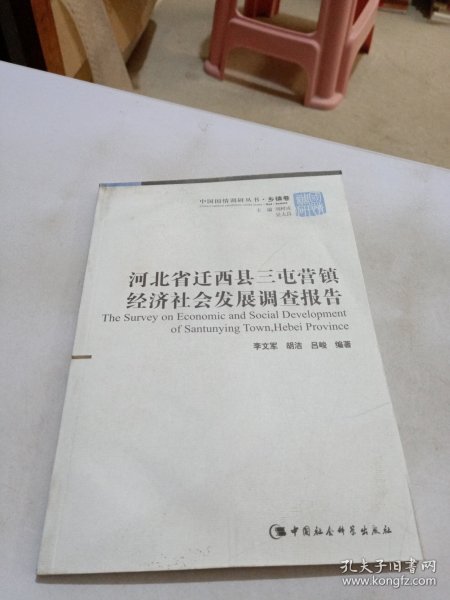 中国国情调研丛书·乡镇卷
主 编
河北省迁西县三屯营镇
经济社会发展调查报告
The Survey on Economic and Social Development
of Santunying Town,Hebei Province
李文军 胡洁 吕峻 编著
中国社会科学出版社
孔夫子旧书网
www.kongfz.com